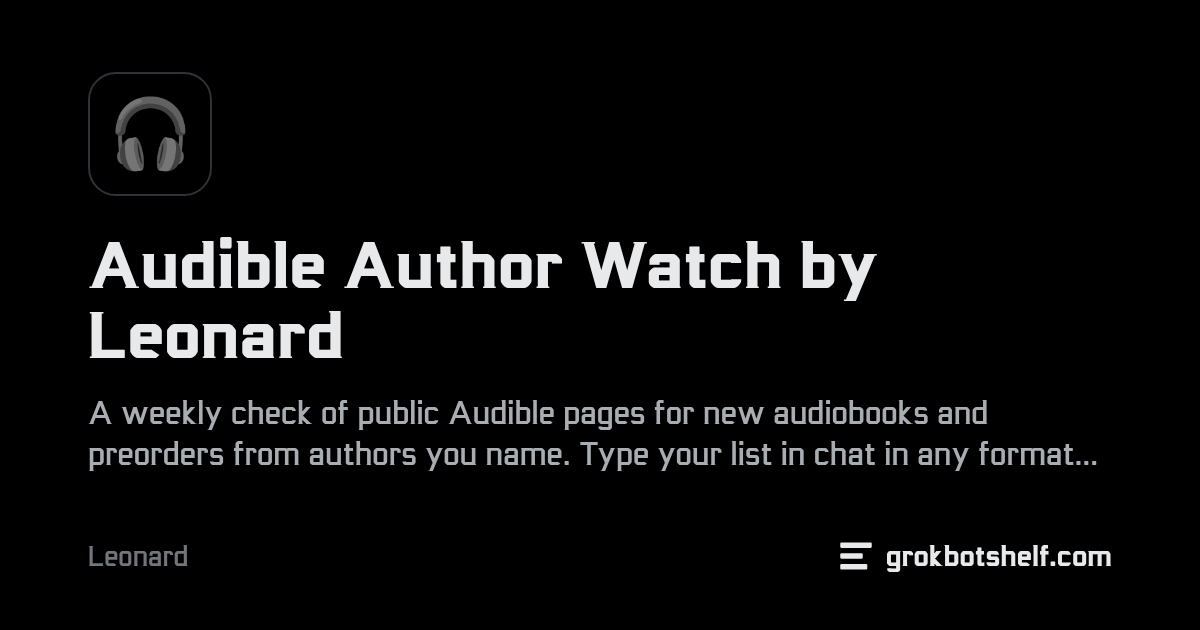 Audible Author Watch by
Leonard
A weekly check of public Audible pages for new audiobooks and
preorders from authors you name. Type your list in chat in any format...
Leonard
grokbotshelf.com